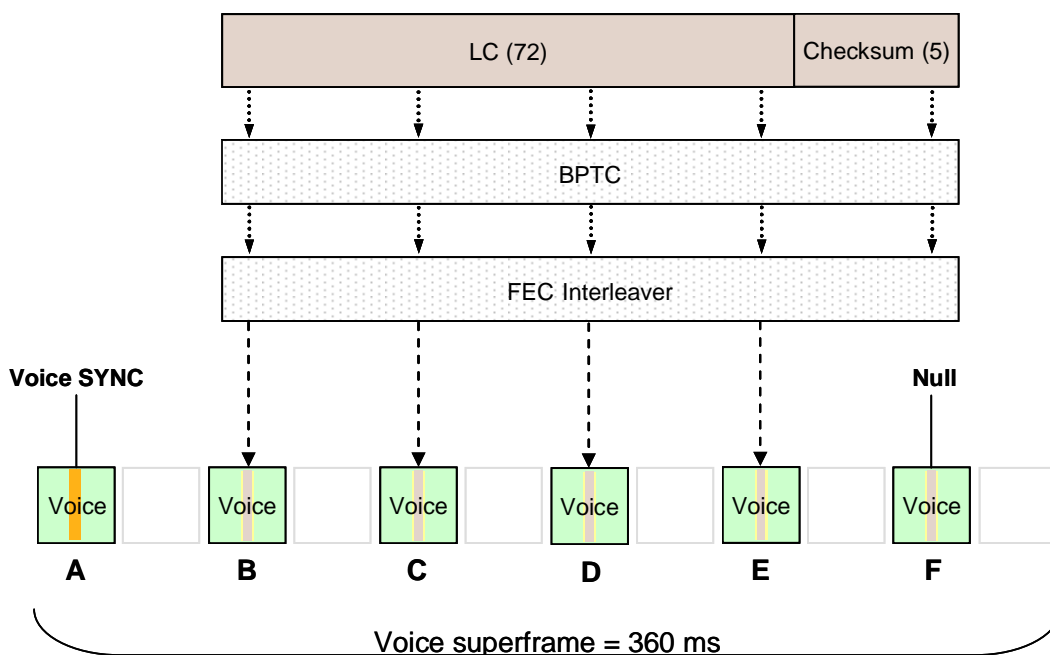 LC (72) Checksum (5)
BPTC
FEC Interleaver
Voice SYNC Null
Voice Voice Voice Voice Voice Voice
A B C D E F
Voice superframe = 360 ms